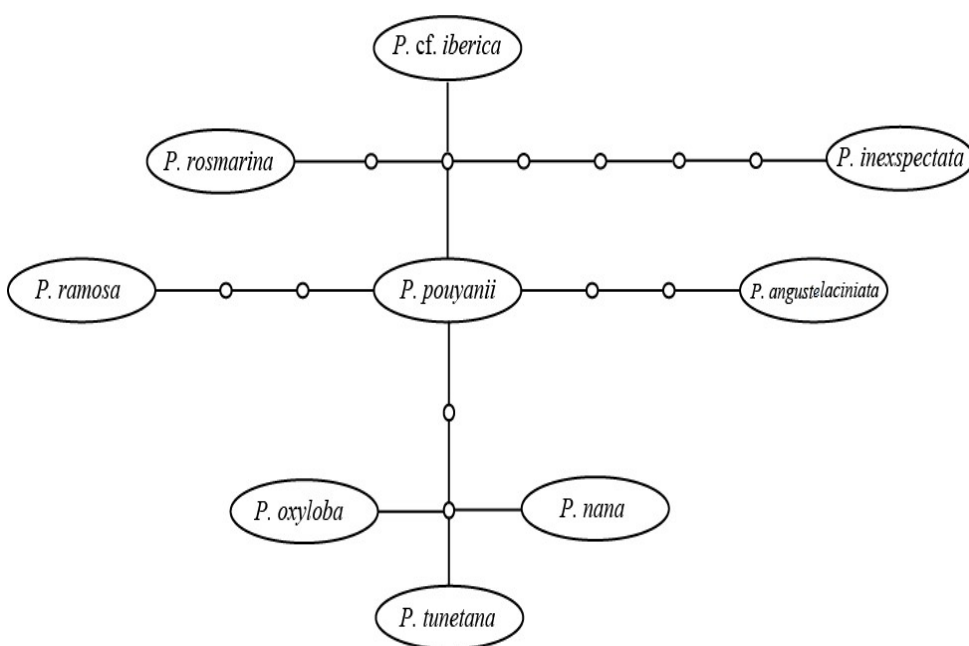 P. cf. iberica
P. rosmarina
P. inexspectata
P. ramosa
P. pouyanii
P. angustelaciniata
P. oxyloba
P. nana
P. tunetana